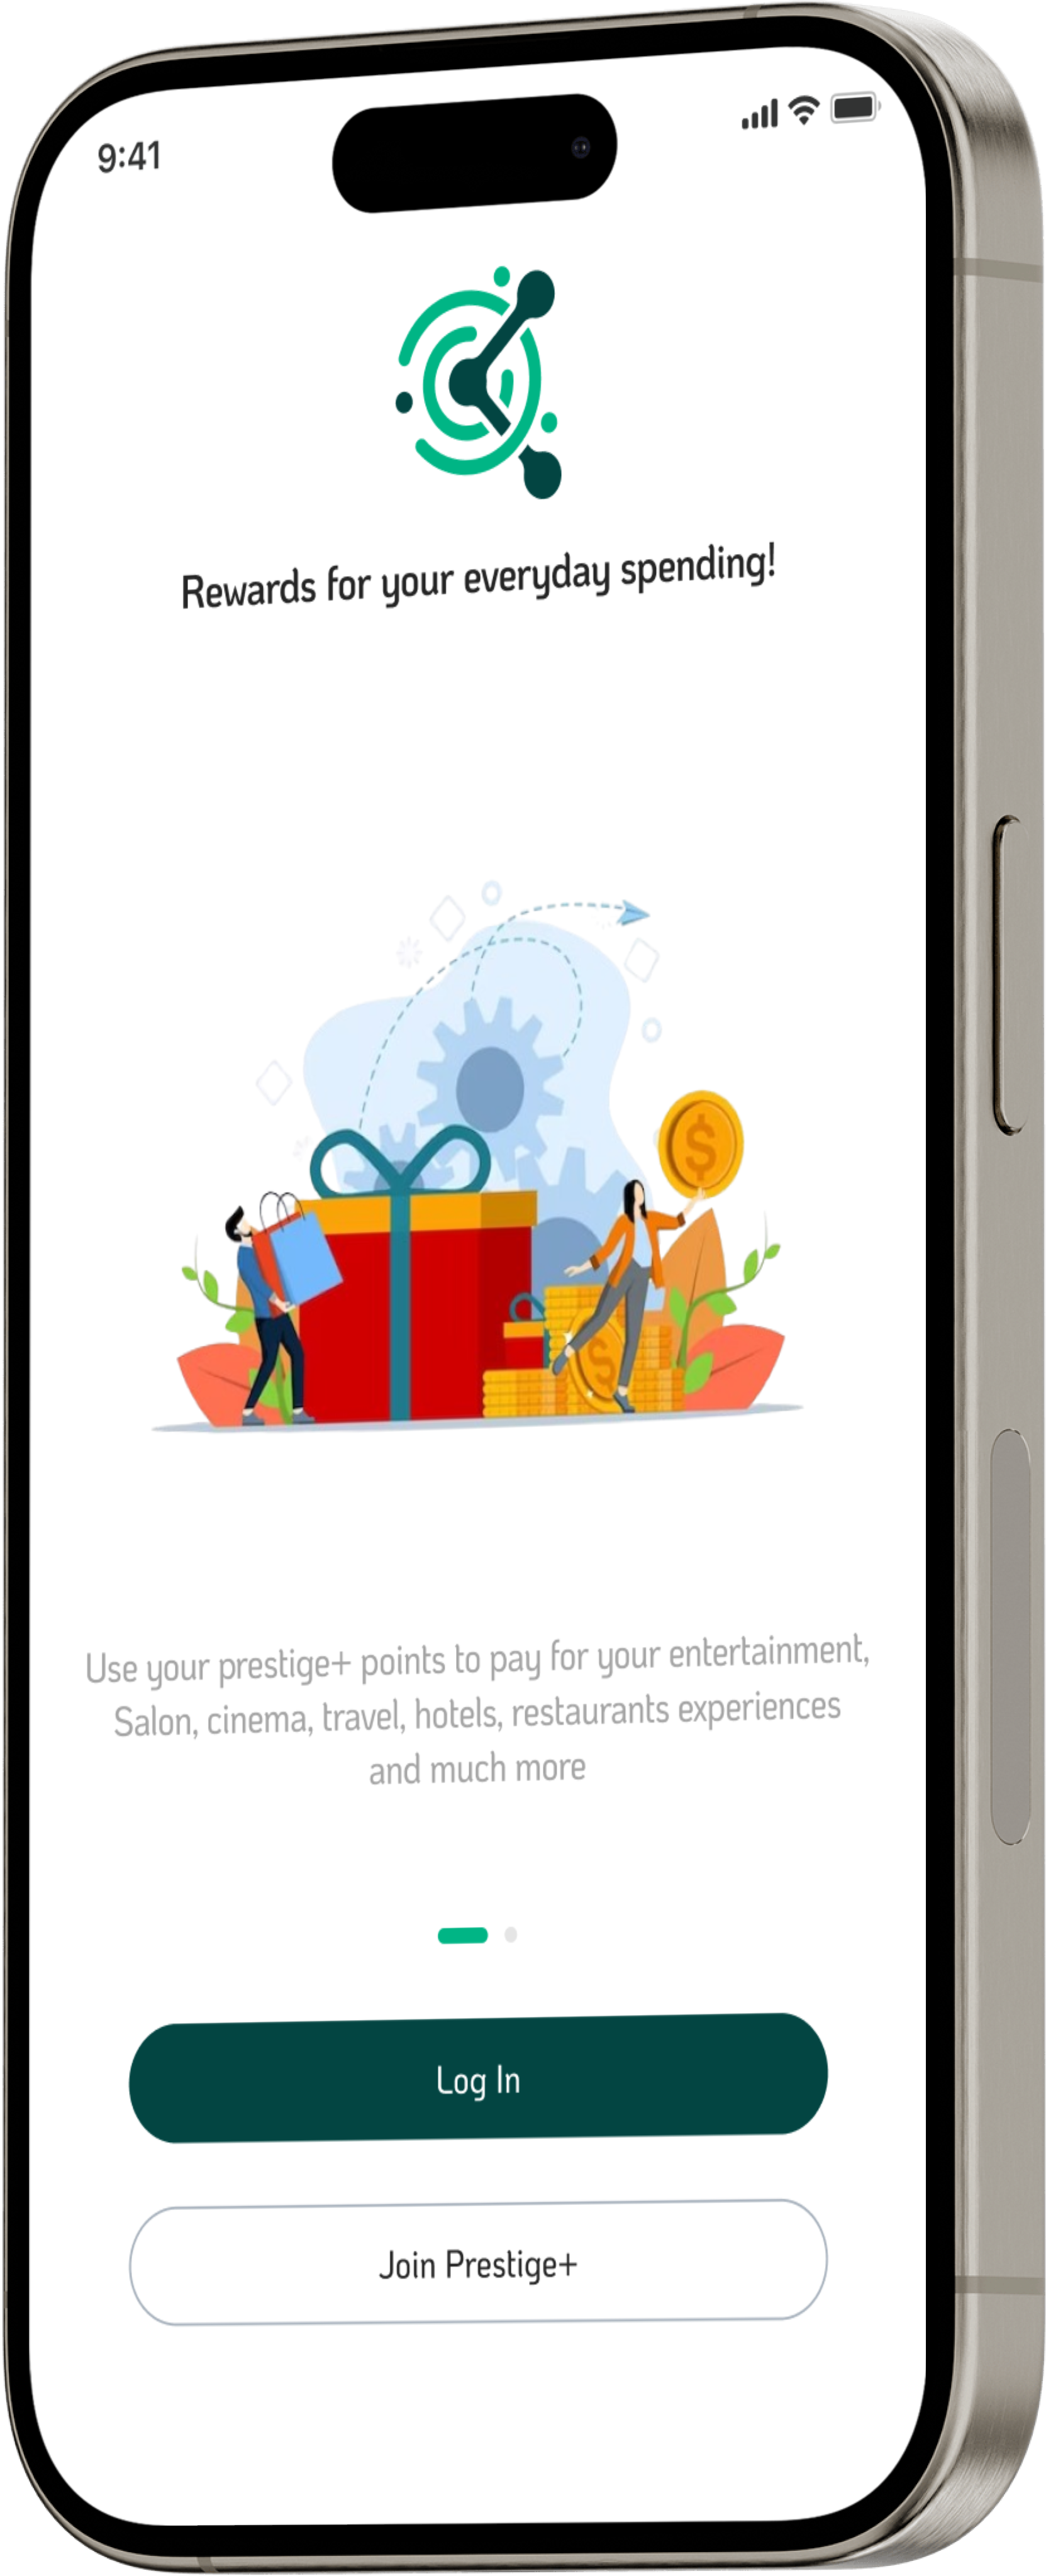 9:41
Rewards for your everyday spending!
$
$
Use your prestige+ points to pay for your entertainment,
Salon, cinema, travel, hotels, restaurants experiences
and much more
Log In
Join Prestige+